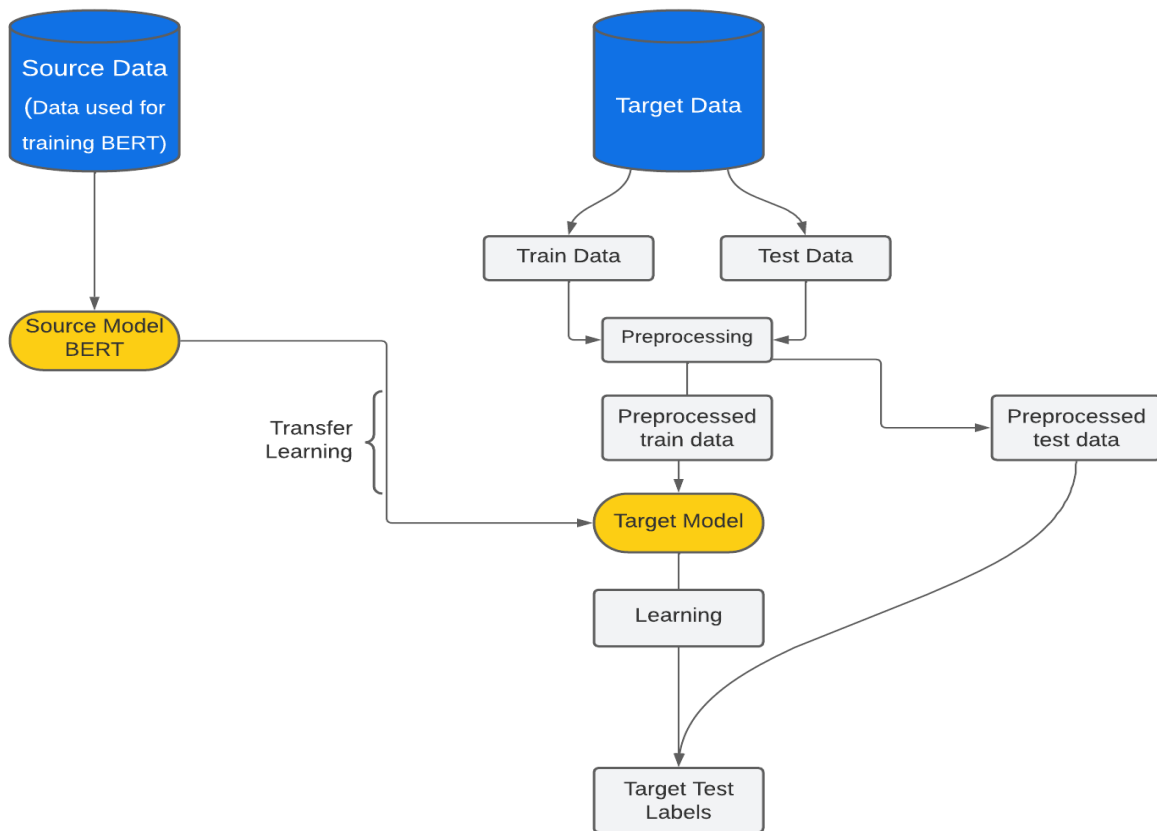 Source Data
(Data used for
training BERT)
Target Data
Train Data
Test Data
Source Model
BERT
Preprocessing
Transfer
Learning
Preprocessed
train data
Preprocessed
test data
Target Model
Learning
Target Test
Labels